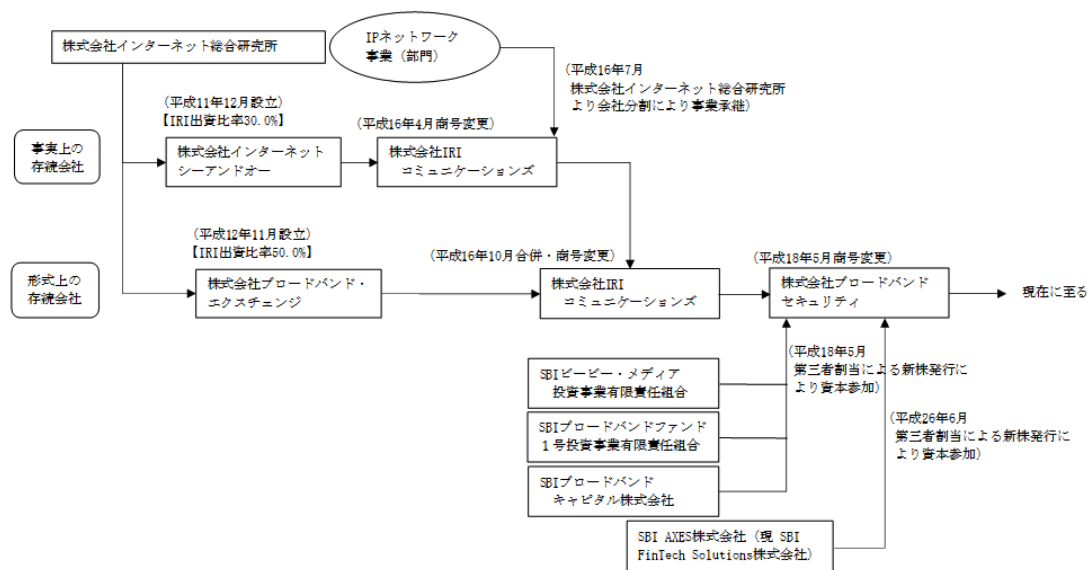 株式会社インターネット総合研究所
IPネットワーク
事業（部門）
（平成16年7月
株式会社インターネット総合研究所
より会社分割により事業承継）
（平成11年12月設立）
【IRI出資比率30.0%】
（平成16年4月商号変更）
事実上の
存続会社
株式会社インターネット
シーアンドオー
株式会社IRI
コミュニケーションズ
（平成12年11月設立）
【IRI出資比率50.0%】
（平成16年10月合併・商号変更）
（平成18年5月商号変更）
形式上の
存続会社
株式会社ブロードバンド・
エクスチェンジ
株式会社IRI
コミュニケーションズ
株式会社ブロードバンド
セキュリティ
現在に至る
（平成18年5月
第三者割当による新株発行に
より資本参加）
SBIビービー・メディア
投資事業有限責任組合
SBIブロードバンドファンド
１号投資事業有限責任組合
（平成26年6月
第三者割当による新株発行に
より資本参加）
SBIブロードバンド
キャピタル株式会社
SBI AXES株式会社（現 SBI
FinTech Solutions株式会社）